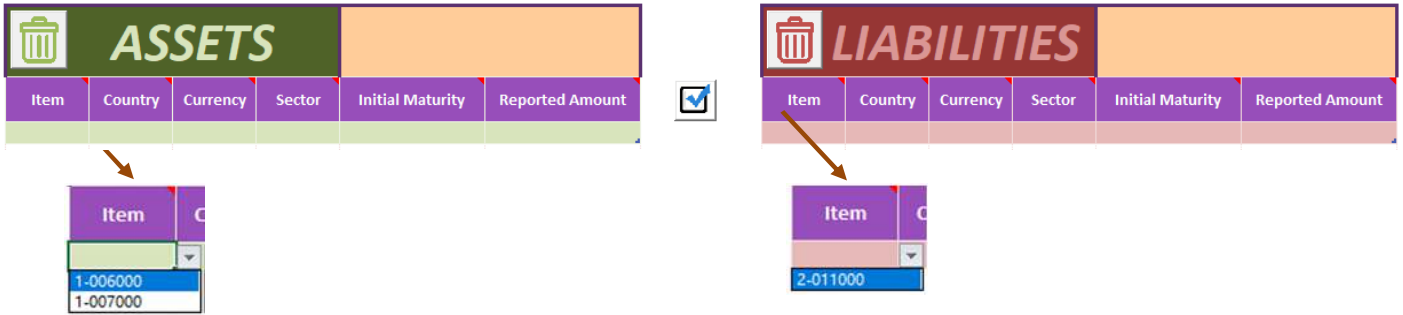 ASSETS
Item Country Currency Sector Initial Maturity Reported Amount
LIABILITIES
Item Country Currency Sector Initial Maturity Reported Amount
Item C
1-006000
1-007000
Item C
2-011000